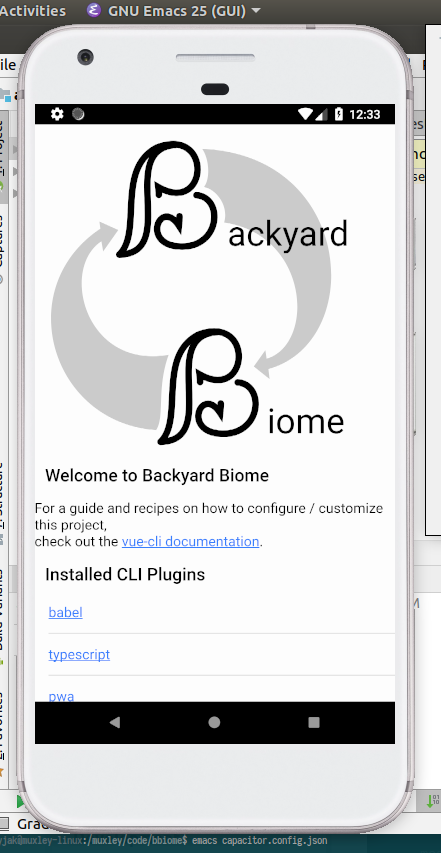 Activities GNU Emacs 25 (GUI)
12:33
Backyard
Biome
Welcome to Backyard Biome
For a guide and recipes on how to configure / customize
this project,
check out the vue-cli documentation.
Installed CLI Plugins
babel
typescript
pwa
jak@muxley-linux:/muxley/code/bbiome$ emacs capacitor.config.json